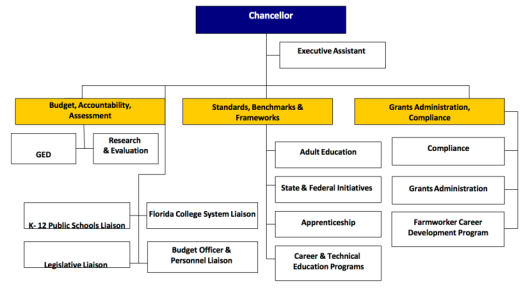 Chancellor
Executive Assistant
Budget, Accountability,
Assessment
Standards, Benchmarks &
Frameworks
Grants Administration,
Compliance
GED
Research
& Evaluation
Adult Education
Compliance
State & Federal Initiatives
Grants Administration
K- 12 Public Schools Liaison
Florida College System Liaison
Apprenticeship
Farmworker Career
Development Program
Legislative Liaison
Budget Officer &
Personnel Liaison
Career & Technical
Education Programs